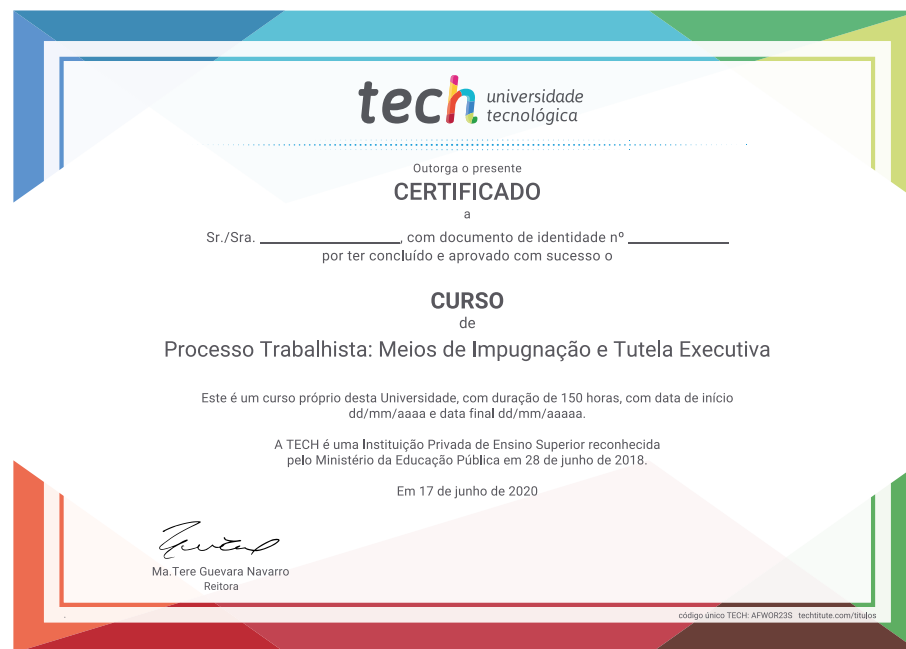 tech universidade
tecnológica
Outorga o presente
CERTIFICADO
a
Sr./Sra. ____________________, com documento de identidade nº ______________
por ter concluído e aprovado com sucesso o
CURSO
de
Processo Trabalhista: Meios de Impugnação e Tutela Executiva
Este é um curso próprio desta Universidade, com duração de 150 horas, com data de início
dd/mm/aaaa e data final dd/mm/aaaaa.
A TECH é uma Instituição Privada de Ensino Superior reconhecida
pelo Ministério da Educação Pública em 28 de junho de 2018.
Em 17 de junho de 2020
Ma.Tere Guevara Navarro
Reitora
código único TECH: AFWOR23S techtitute.com/titulos